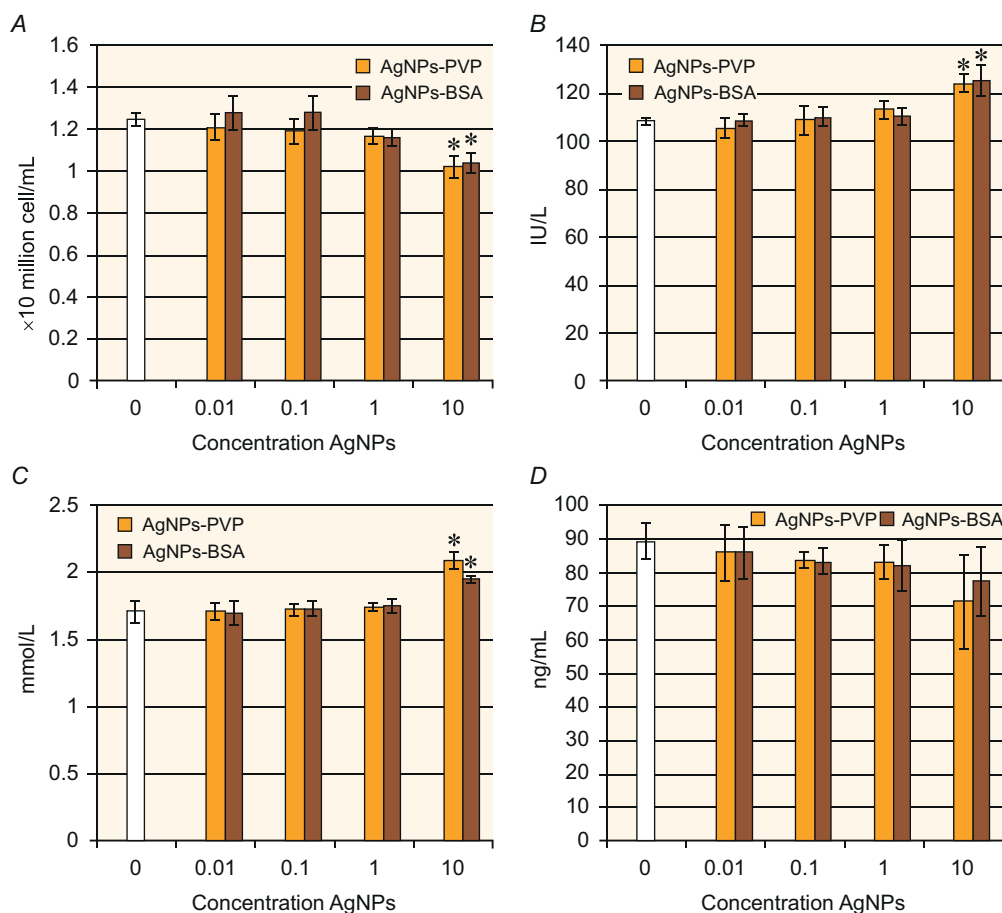 A
1.6
1.4
1.2
1
0.8
0.6
0.4
0.2
0
×10 million cell/mL
AgNPs-PVP
AgNPs-BSA
* *
0 0.01 0.1 1 10
Concentration AgNPs
B
140
120
100
80
60
40
20
0
IU/L
AgNPs-PVP
AgNPs-BSA
* *
0 0.01 0.1 1 10
Concentration AgNPs
C
2.5
2
1.5
1
0.5
0
mmol/L
AgNPs-PVP
AgNPs-BSA
* *
0 0.01 0.1 1 10
Concentration AgNPs
D
100
90
80
70
60
50
40
30
20
10
0
ng/mL
AgNPs-PVP AgNPs-BSA
0 0.01 0.1 1 10
Concentration AgNPs